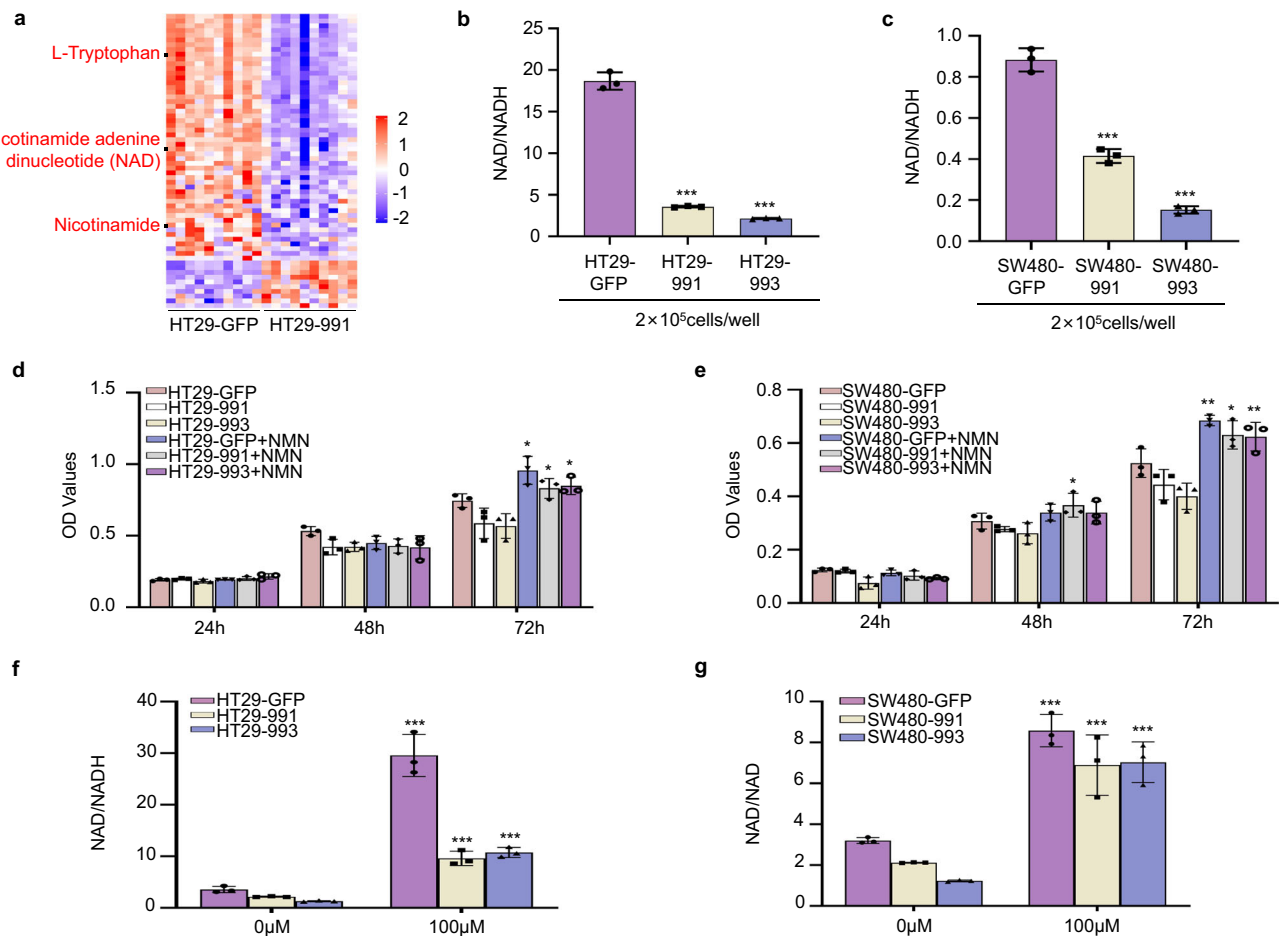 a
L-Tryptophan
cotinamide adenine
dinucleotide (NAD)
Nicotinamide
2
1
0
-1
-2
HT29-GFP
HT29-991
b
NAD/NADH
25
20
15
10
5
0
***
***
HT29-
GFP
HT29-
991
HT29-
993
2×10⁵cells/well
c
NAD/NADH
1.0
0.8
0.6
0.4
0.2
0.0
***
***
SW480-
GFP
SW480-
991
SW480-
993
2×10⁵cells/well
d
OD Values
1.5
1.0
0.5
0.0
HT29-GFP
HT29-991
HT29-993
HT29-GFP+NMN
HT29-991+NMN
HT29-993+NMN
*
*
*
24h
48h
72h
e
OD Values
0.8
0.6
0.4
0.2
0.0
SW480-GFP
SW480-991
SW480-993
SW480-GFP+NMN
SW480-991+NMN
SW480-993+NMN
*
**
*
**
24h
48h
72h
f
NAD/NADH
40
30
20
10
0
HT29-GFP
HT29-991
HT29-993
***
***
***
0μM
100μM
g
NAD/NAD
10
8
6
4
2
0
SW480-GFP
SW480-991
SW480-993
***
***
***
0μM
100μM